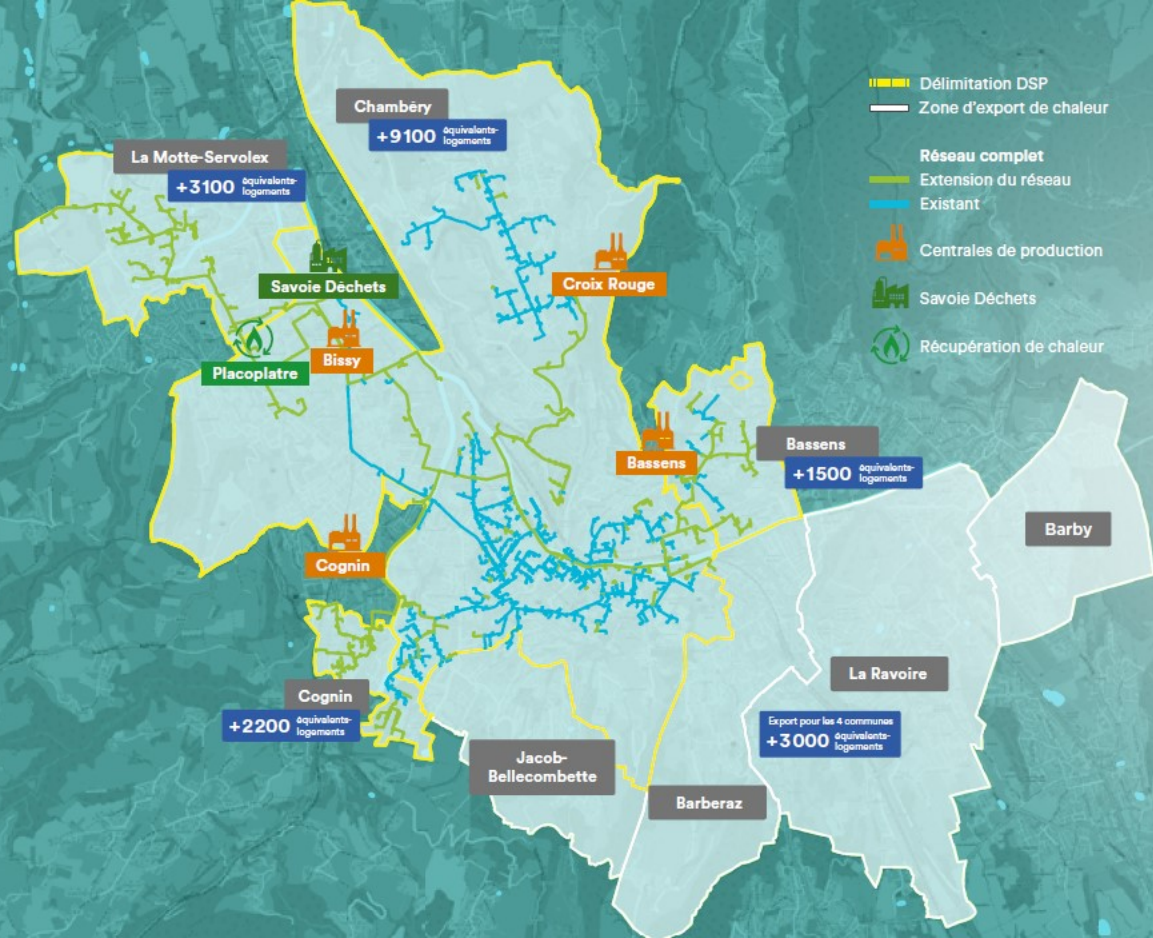 Chambéry
+9100 équivalents-
logements
La Motte-Servolex
+3100 équivalents-
logements
Savoie Déchets
Croix Rouge
Placoplatre
Bissy
Bassens
Bassens
+1500 équivalents-
logements
Cognin
Cognin
+2200 équivalents-
logements
Jacob-
Bellecombette
Barberaz
La Ravoire
Export pour les 4 communes
+3000 équivalents-
logements
Barby
Délimitation DSP
Zone d'export de chaleur
Réseau complet
Extension du réseau
Existant
Centrales de production
Savoie Déchets
Récupération de chaleur